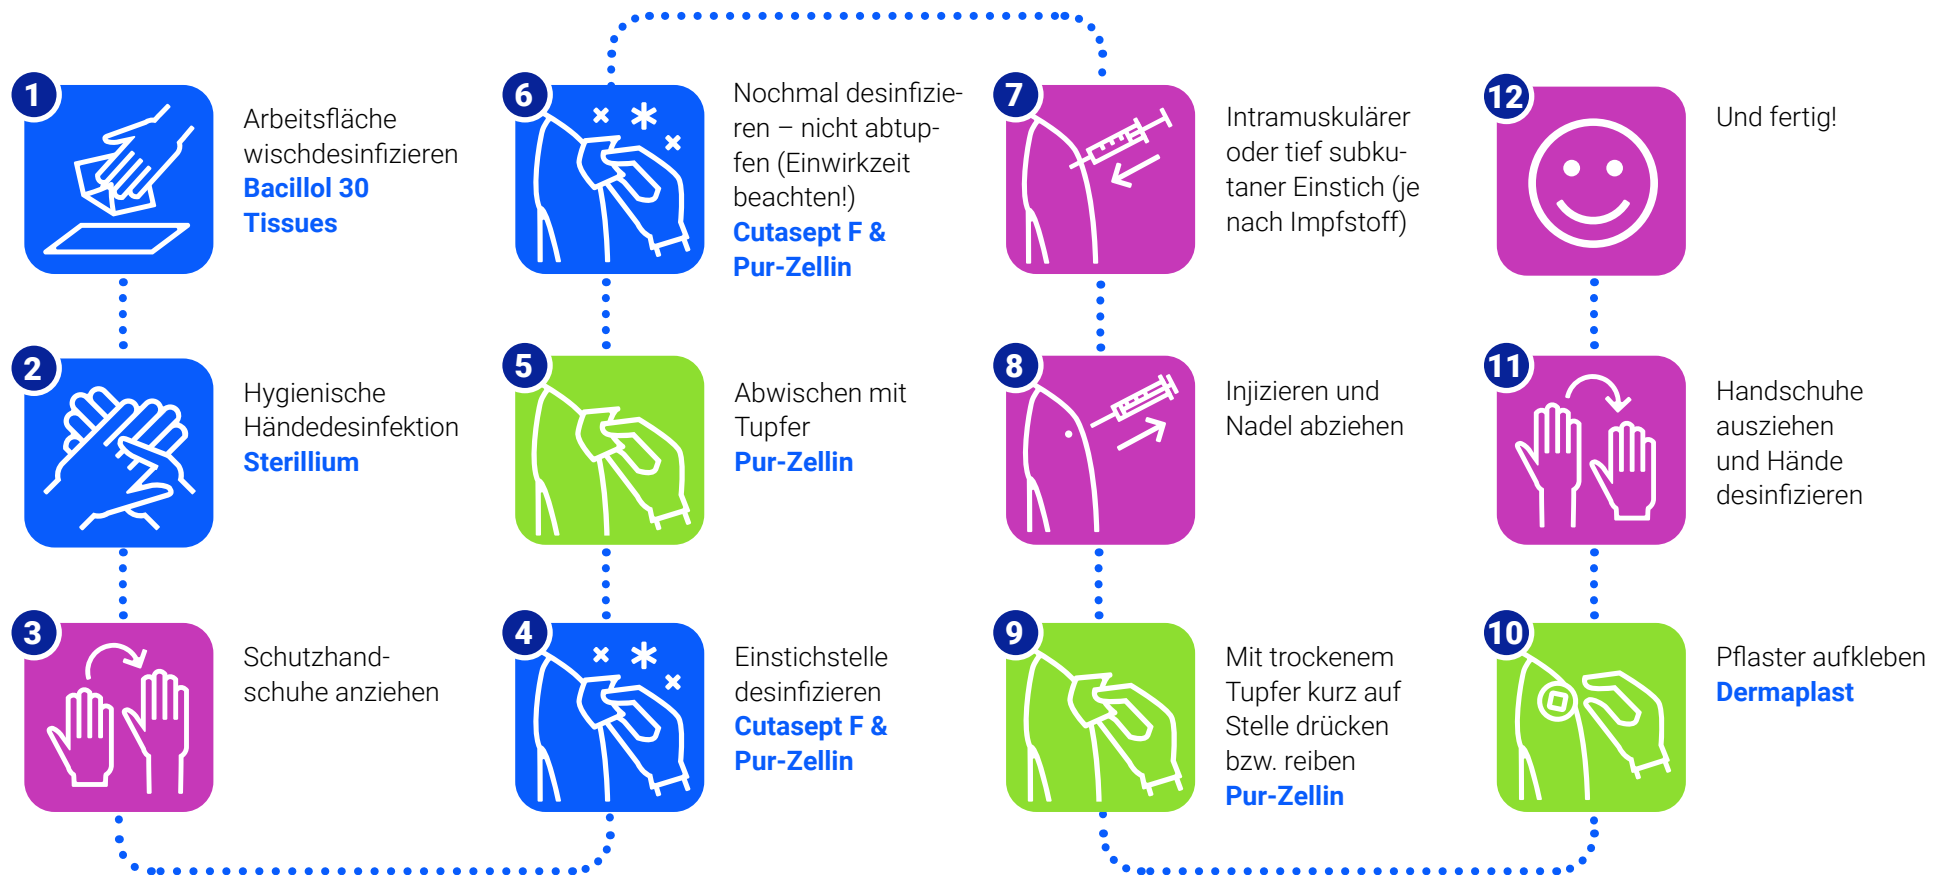 1
Arbeitsfläche
wischdesinfizieren
Bacillol 30
Tissues
2
Hygienische
Händedesinfektion
Sterillium
3
Schutzhand-
schuhe anziehen
4
Einstichstelle
desinfizieren
Cutasept F &
Pur-Zellin
5
Abwischen mit
Tupfer
Pur-Zellin
6
Nochmal desinfizie-
ren – nicht abtup-
fen (Einwirkzeit
beachten!)
Cutasept F &
Pur-Zellin
7
Intramuskulärer
oder tief subku-
taner Einstich (je
nach Impfstoff)
8
Injizieren und
Nadel abziehen
9
Mit trockenem
Tupfer kurz auf
Stelle drücken
bzw. reiben
Pur-Zellin
10
Pflaster aufkleben
Dermaplast
11
Handschuhe
ausziehen
und Hände
desinfizieren
12
Und fertig!